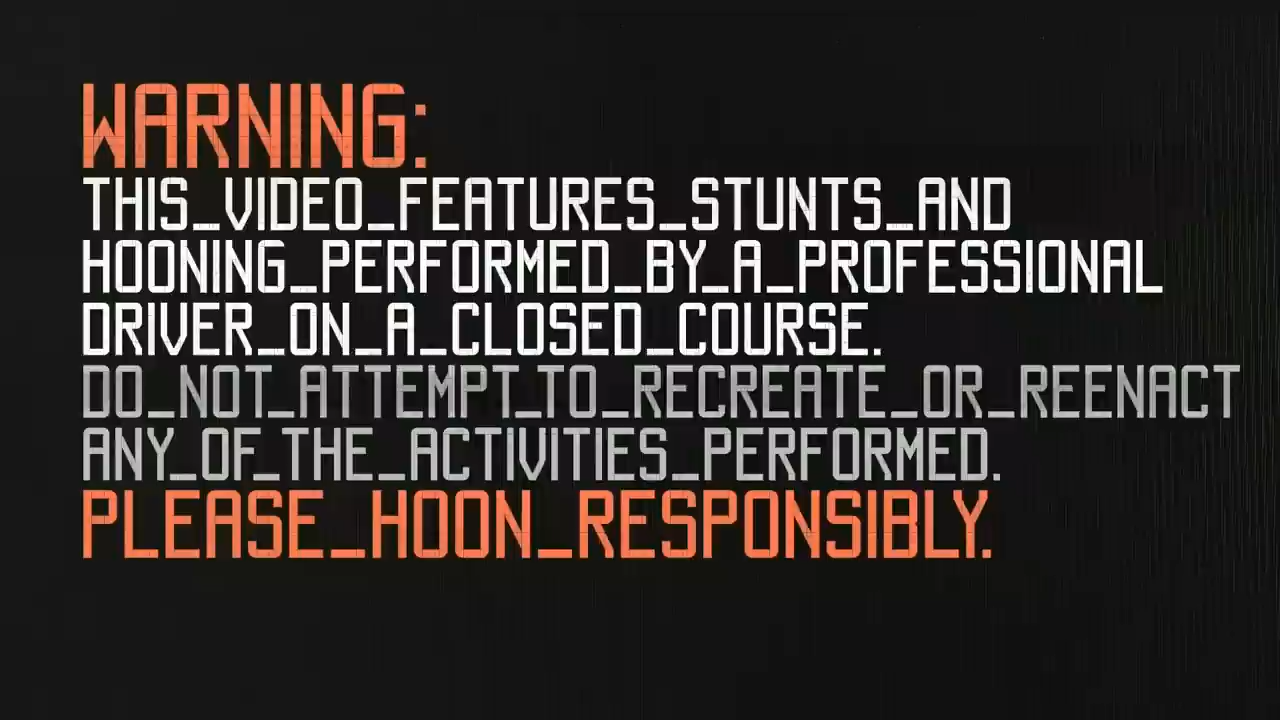 WARNING:
THIS_VIDEO_FEATURES_STUNTS_AND
HOONING_PERFORMED_BY_A_PROFESSIONAL
DRIVER_ON_A_CLOSED_COURSE.
DO_NOT_ATTEMPT_TO_RECREATE_OR_REENACT
ANY_OF_THE_ACTIVITIES_PERFORMED.
PLEASE_HOON_RESPONSIBLY.